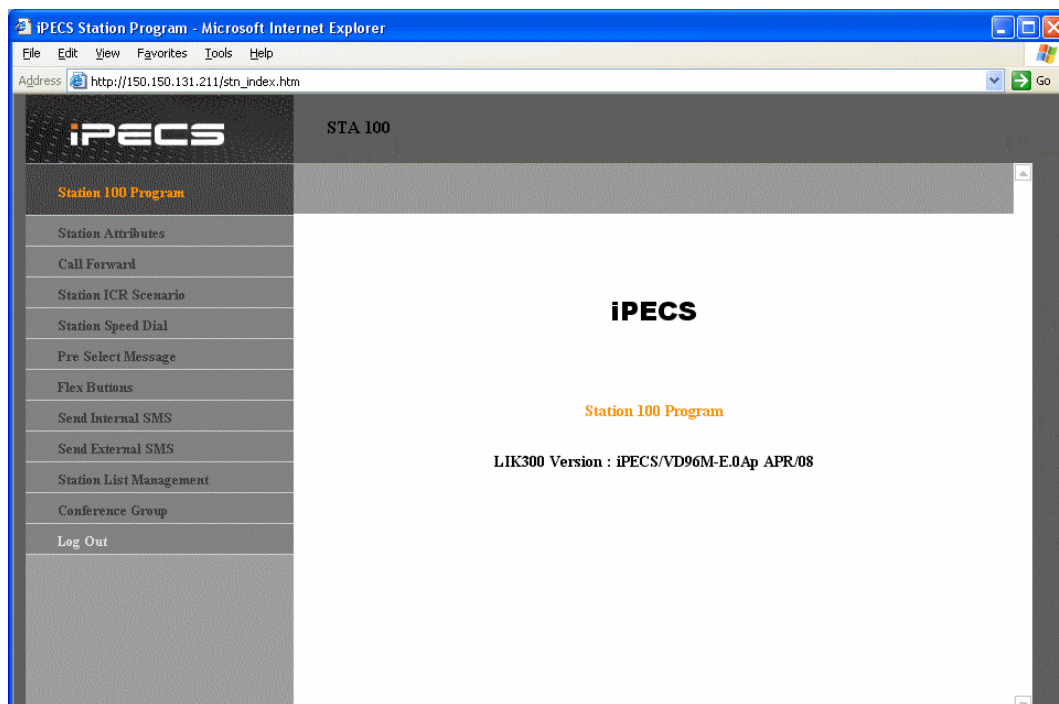 iPECS Station Program - Microsoft Internet Explorer
File Edit View Favorites Tools Help
Address http://150.150.131.211/stn_index.htm Go
iPECS
STA 100
Station 100 Program
Station Attributes
Call Forward
Station ICR Scenario
Station Speed Dial
Pre Select Message
Flex Buttons
Send Internal SMS
Send External SMS
Station List Management
Conference Group
Log Out
iPECS
Station 100 Program
LIK300 Version : iPECS/VD96M-E.0Ap APR/08